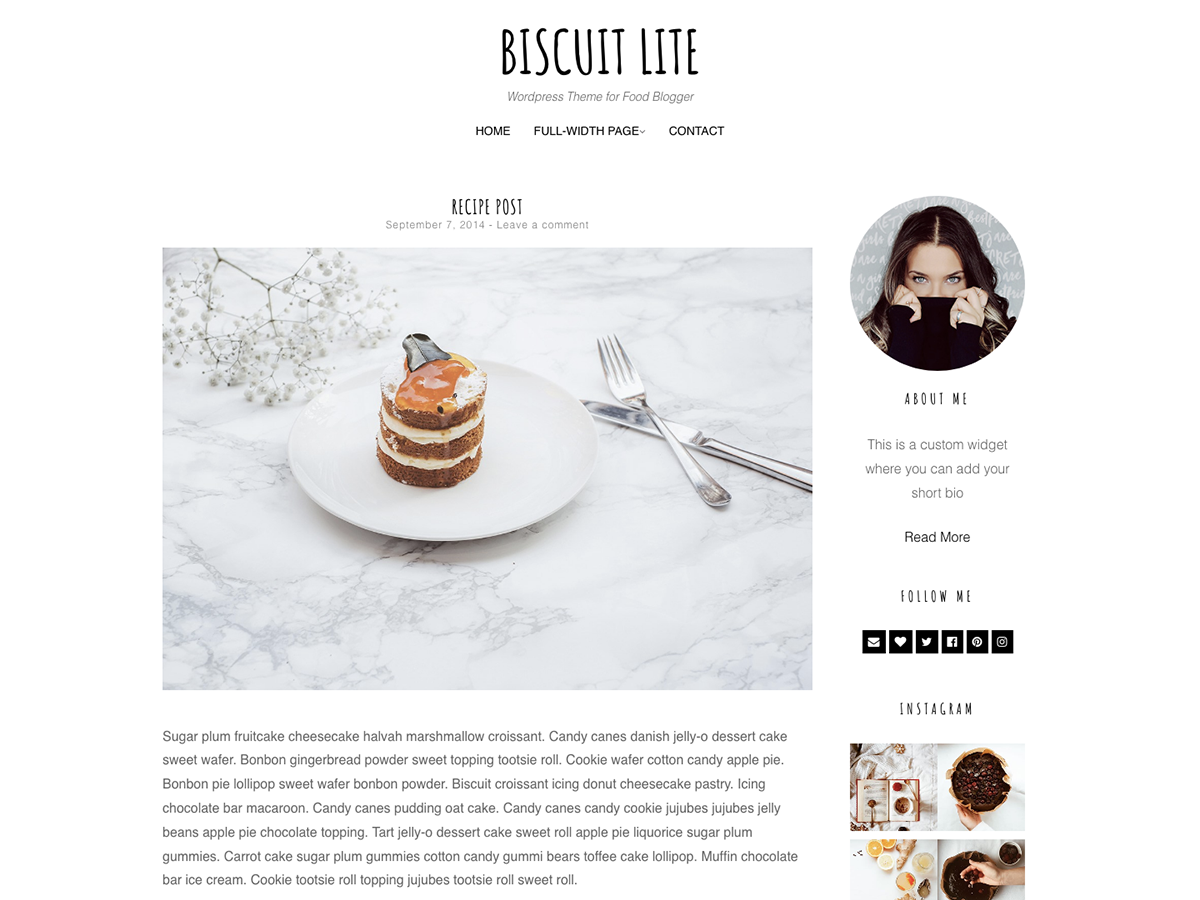 BISCUIT LITE
Wordpress Theme for Food Blogger
HOME FULL-WIDTH PAGE CONTACT
RECIPE POST
September 7, 2014 - Leave a comment
Sugar plum fruitcake cheesecake halvah marshmallow croissant. Candy canes danish jelly-o dessert cake
sweet wafer. Bonbon gingerbread powder sweet topping tootsie roll. Cookie wafer cotton candy apple pie.
Bonbon pie lollipop sweet wafer bonbon powder. Biscuit croissant icing donut cheesecake pastry. Icing
chocolate bar macaroon. Candy canes pudding oat cake. Candy canes candy cookie jujubes jujubes jelly
beans apple pie chocolate topping. Tart jelly-o dessert cake sweet roll apple pie liquorice sugar plum
gummies. Carrot cake sugar plum gummies cotton candy gummi bears toffee cake lollipop. Muffin chocolate
bar ice cream. Cookie tootsie roll topping jujubes tootsie roll sweet roll.
ABOUT ME
This is a custom widget
where you can add your
short bio
Read More
FOLLOW ME
INSTAGRAM